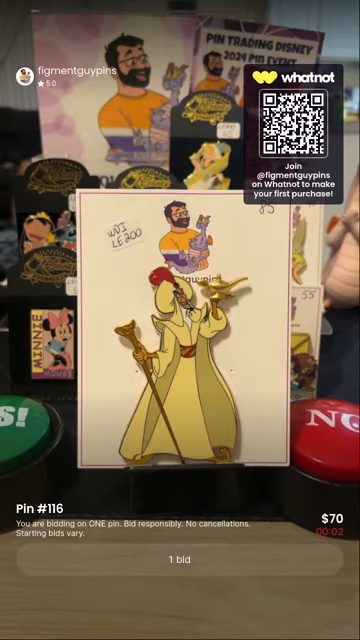 figmentguypins
5.0
PIN TRADING DISNEY
2024 PIN EVENT
whatnot
Join
@figmentguypins
on Whatnot to make
your first purchase!
WDI
LE 200
85
55
MINNIE
MOUSE
S!
NO
Pin #116
You are bidding on ONE pin. Bid responsibly. No cancellations.
Starting bids vary.
$70
00:02
1 bid